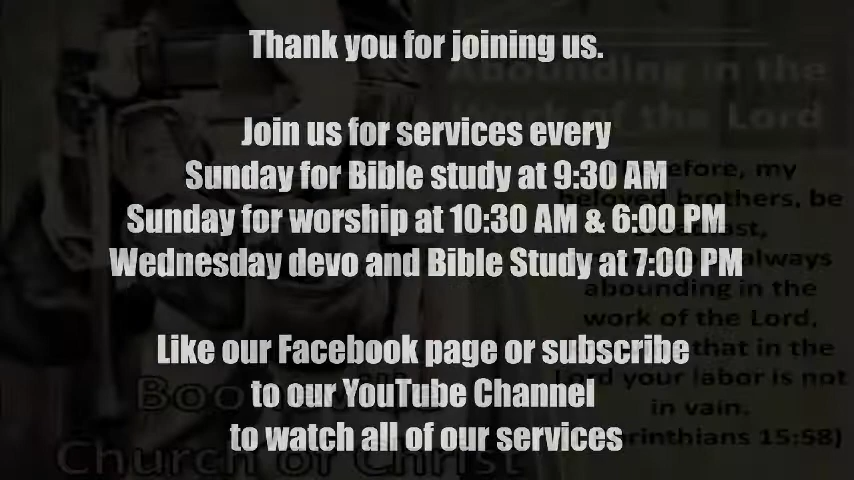 Thank you for joining us.
Join us for services every
Sunday for Bible study at 9:30 AM
Sunday for worship at 10:30 AM & 6:00 PM
Wednesday devo and Bible Study at 7:00 PM
Like our Facebook page or subscribe
to our YouTube Channel
to watch all of our services
Abounding in the
Work of the Lord
my
beloved brothers, be
always
abounding in the
work of the Lord,
that in the
Lord your labor is not
in vain.
15:58)
Church of Christ